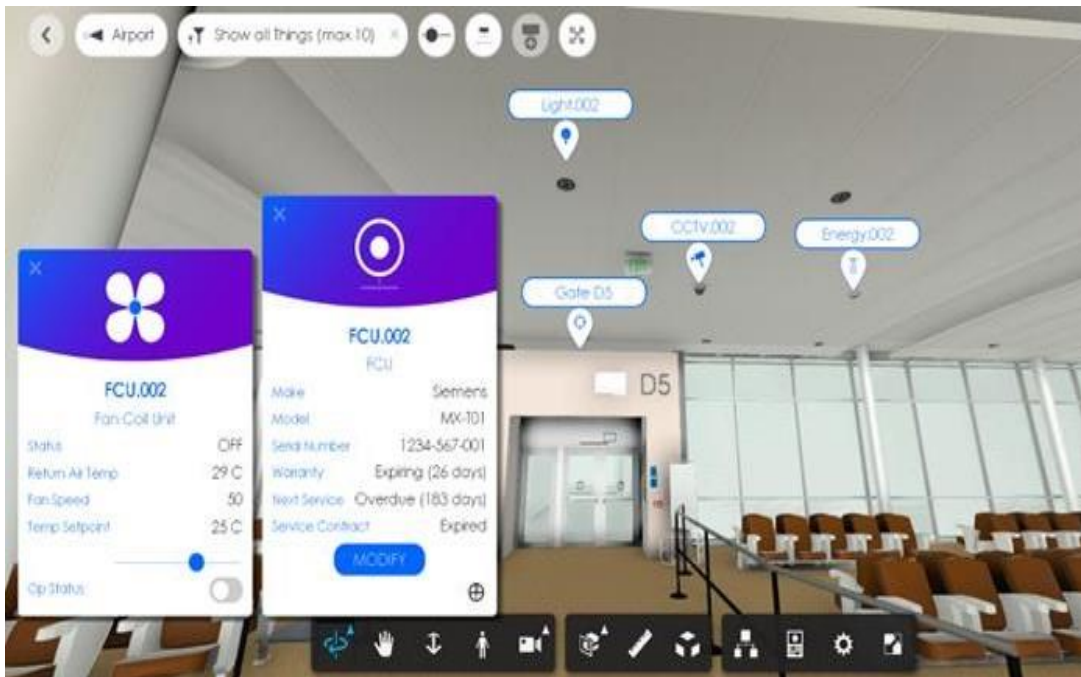 Airport
Show all Things (max 10)
Light.002
CCTV.002
Energy.002
Gate D5
D5
FCU.002
Fan Coil Unit
Status OFF
Return Air Temp 29 C
Fan Speed 50
Temp Setpoint 25 C
Op Status:
FCU.002
FCU
Make Siemens
Model MX-T01
Serial Number 1234-567-001
Warranty Expiring (26 days)
Next Service Overdue (183 days)
Service Contract Expired
MODIFY